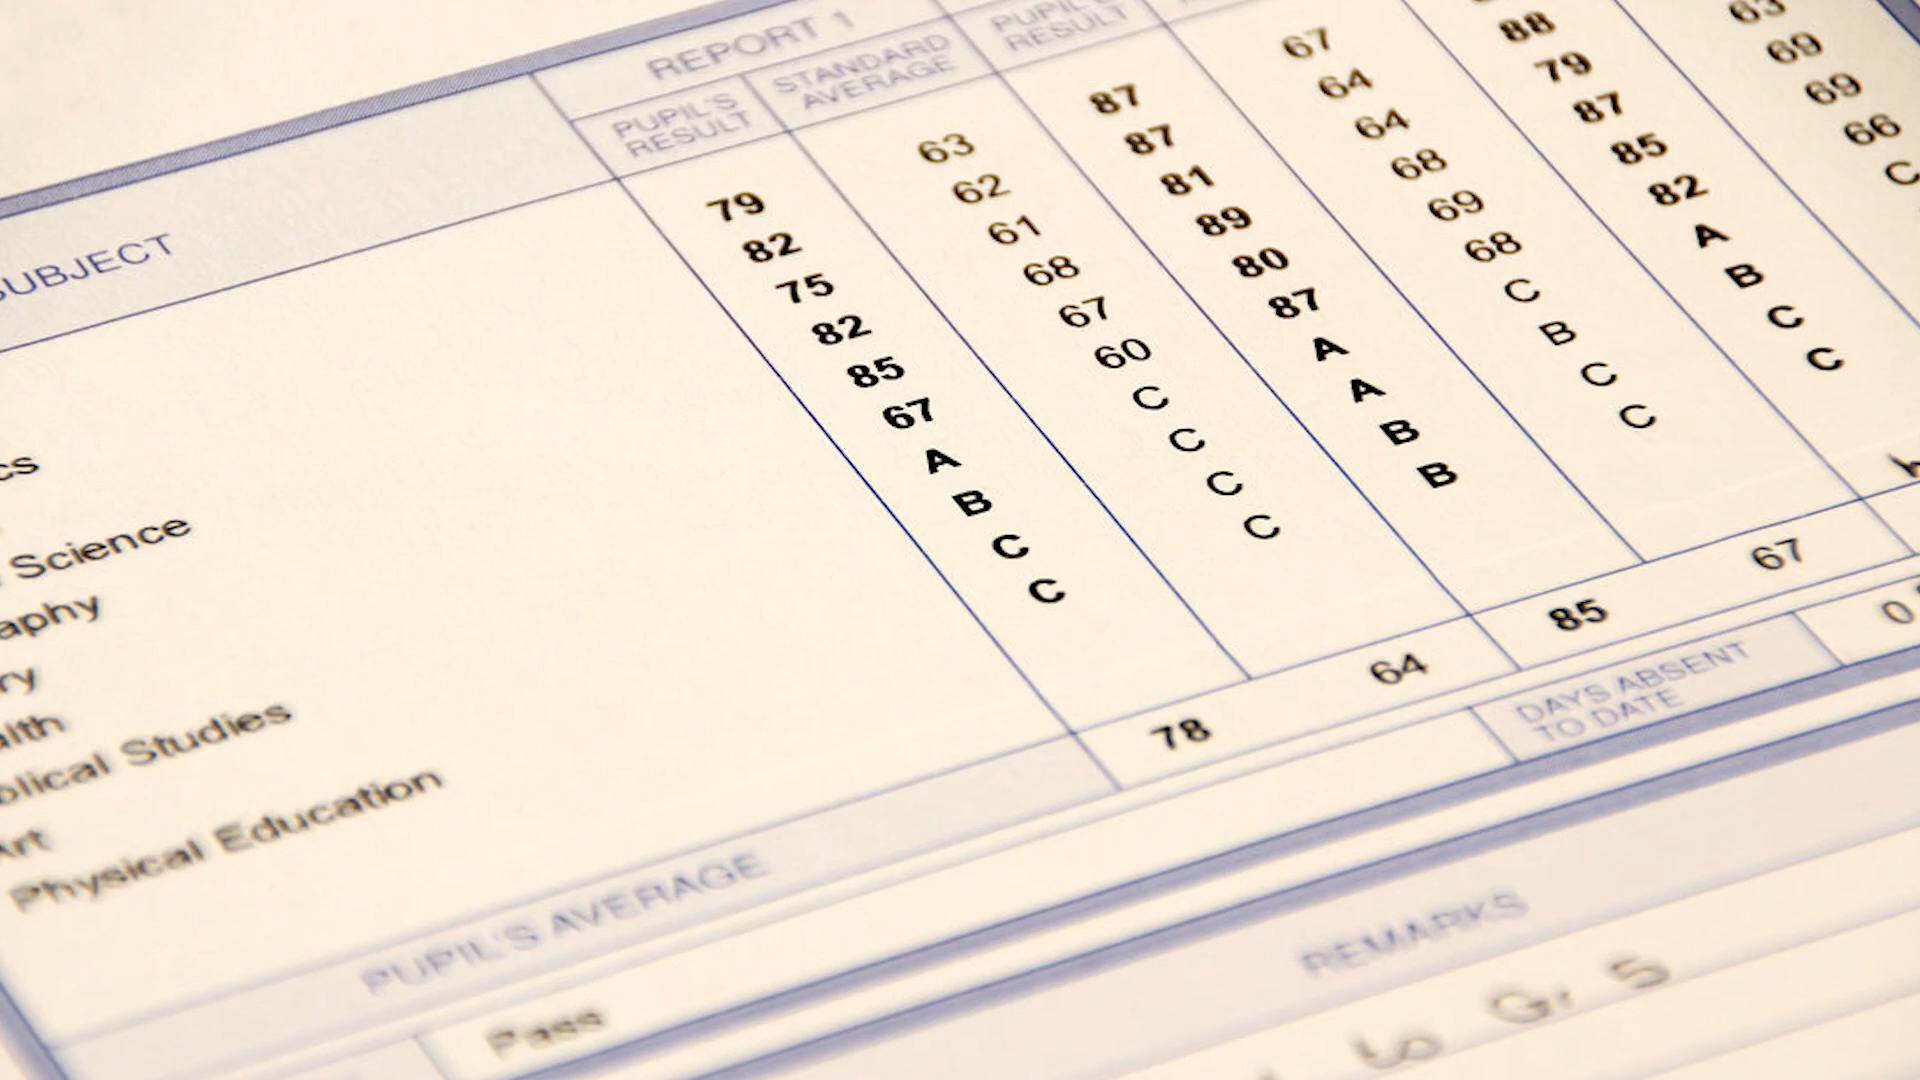 REPORT 1
SUBJECT
PUPIL'S RESULT
STANDARD AVERAGE
PUPIL'S RESULT
79 63 87 67 88 63
82 62 87 64 79 69
75 61 81 64 87 69
82 68 89 68 85 66
85 67 80 69 82 C
67 60 87 68 A
A C A C B
B C A B C
C C B C C
C C B C
Science
Studies
Physical Education
PUPIL'S AVERAGE 78 64 85 67
DAYS ABSENT TO DATE
Pass
REMARKS
to Gr 5